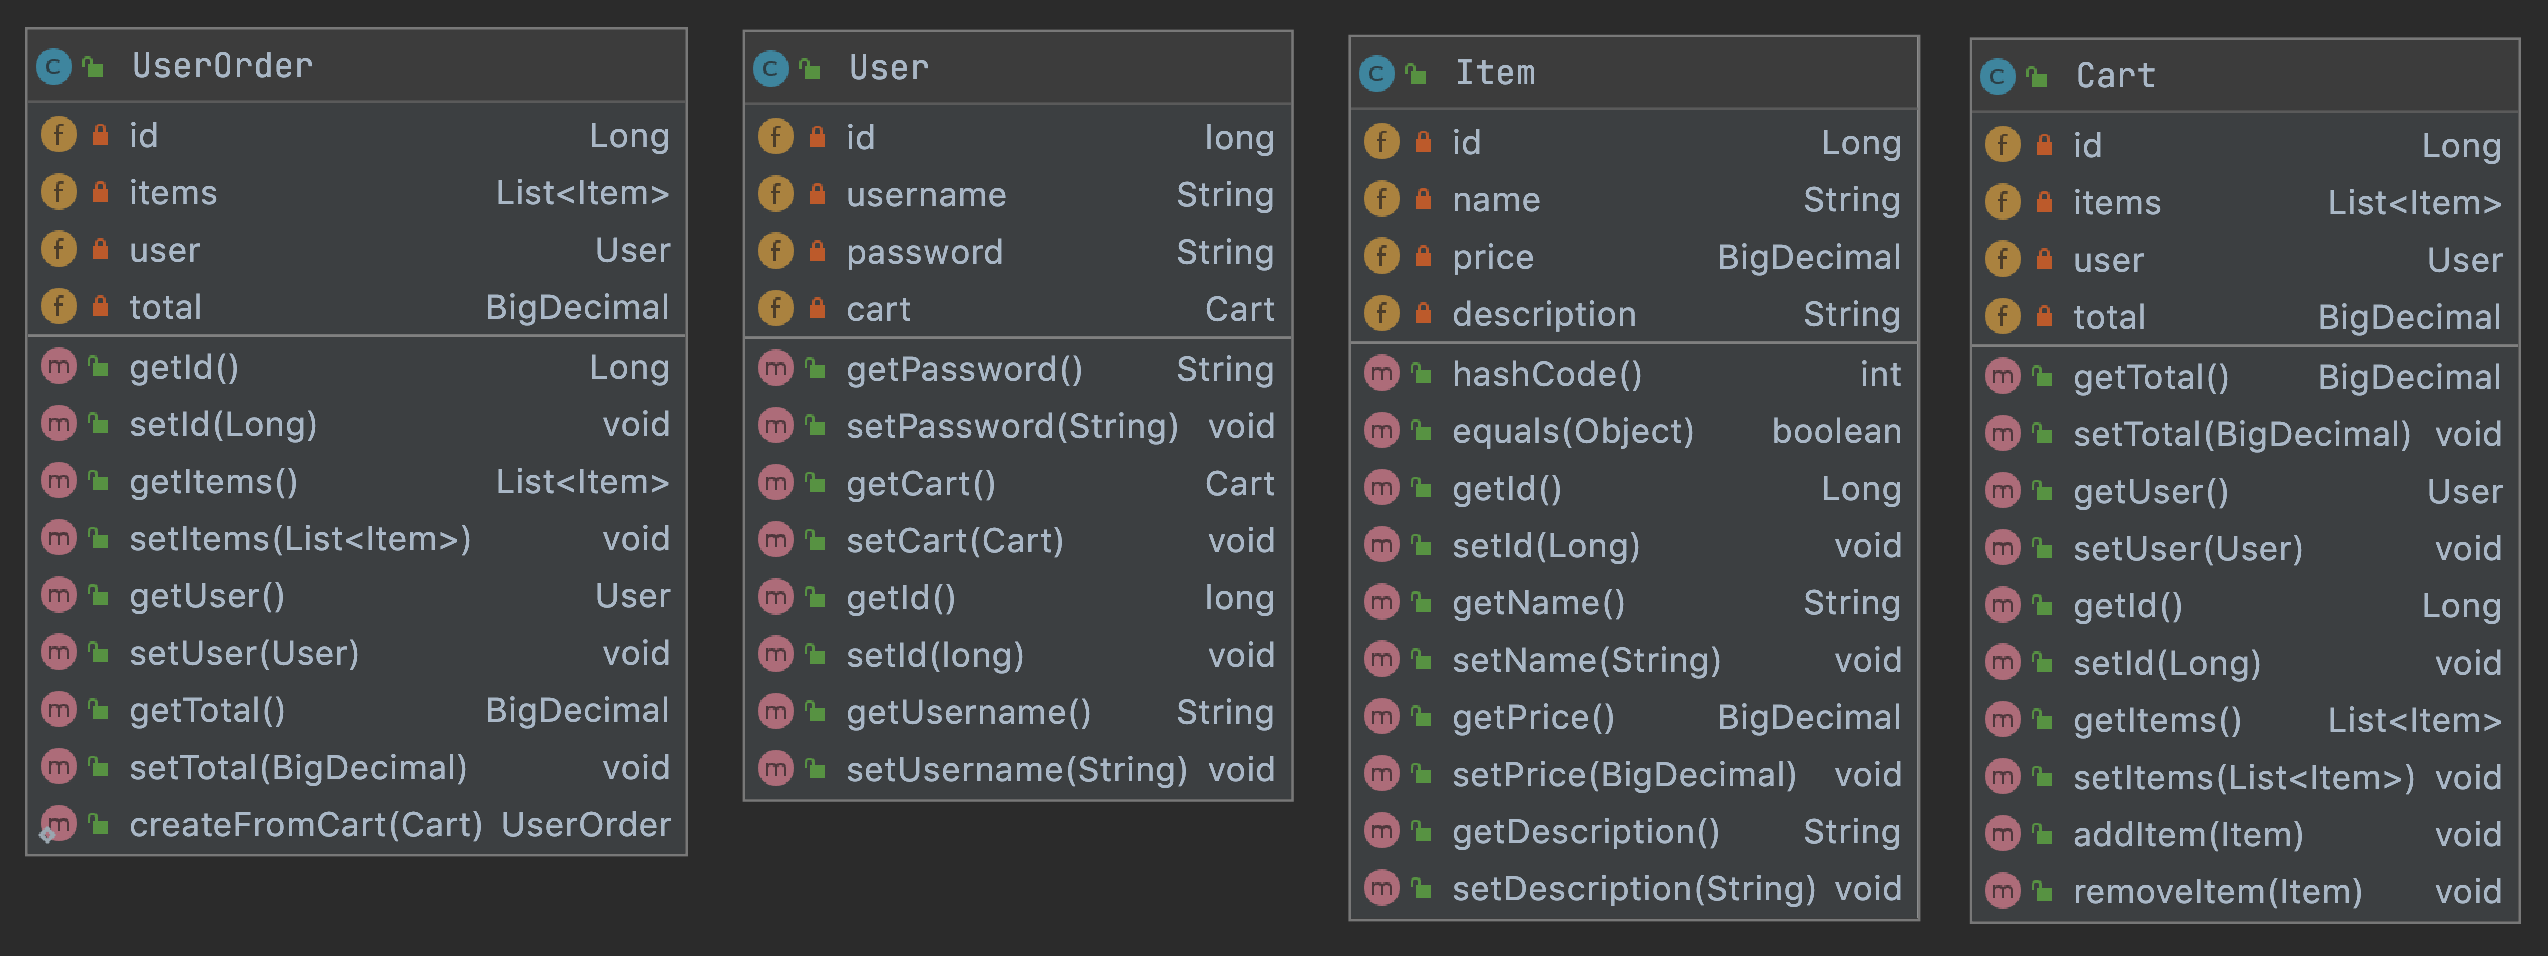 UserOrder
id Long
items List<Item>
user User
total BigDecimal
getId() Long
setId(Long) void
getItems() List<Item>
setItems(List<Item>) void
getUser() User
setUser(User) void
getTotal() BigDecimal
setTotal(BigDecimal) void
createFromCart(Cart) UserOrder
User
id long
username String
password String
cart Cart
getPassword() String
setPassword(String) void
getCart() Cart
setCart(Cart) void
getId() long
setId(long) void
getUsername() String
setUsername(String) void
Item
id Long
name String
price BigDecimal
description String
hashCode() int
equals(Object) boolean
getId() Long
setId(Long) void
getName() String
setName(String) void
getPrice() BigDecimal
setPrice(BigDecimal) void
getDescription() String
setDescription(String) void
Cart
id Long
items List<Item>
user User
total BigDecimal
getTotal() BigDecimal
setTotal(BigDecimal) void
getUser() User
setUser(User) void
getId() Long
setId(Long) void
getItems() List<Item>
setItems(List<Item>) void
addItem(Item) void
removeItem(Item) void